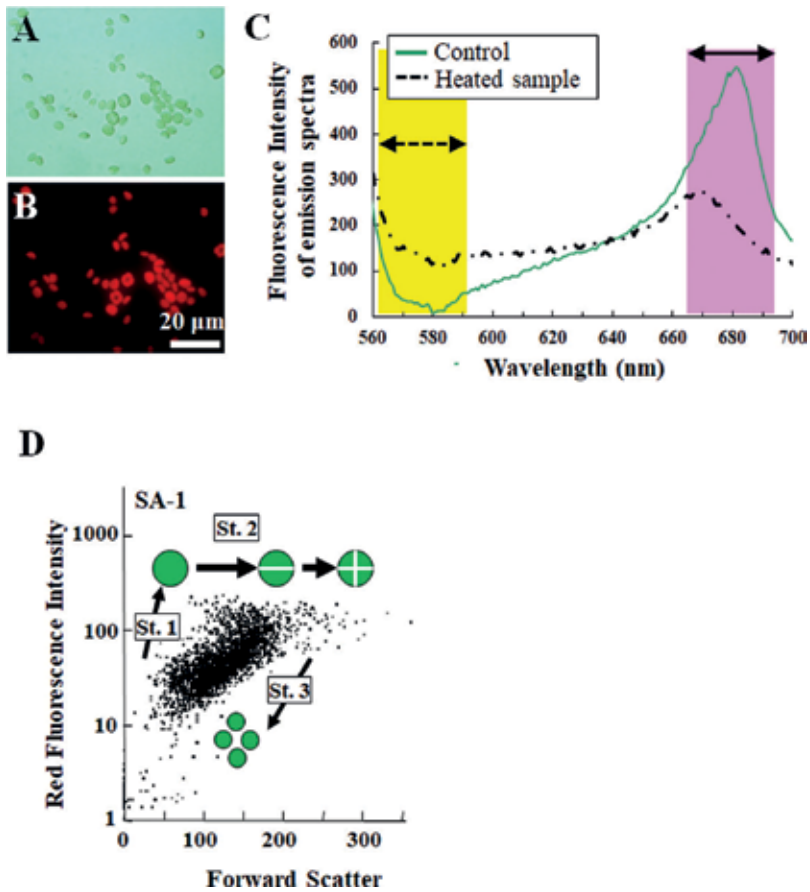 A
B
20 μm
C
Fluorescence Intensity
of emission spectra
600
500
400
300
200
100
0
Control
Heated sample
560
580
600
620
640
660
680
700
Wavelength (nm)
D
Red Fluorescence Intensity
1000
100
10
1
SA-1
St. 2
St. 1
St. 3
0
100
200
300
Forward Scatter